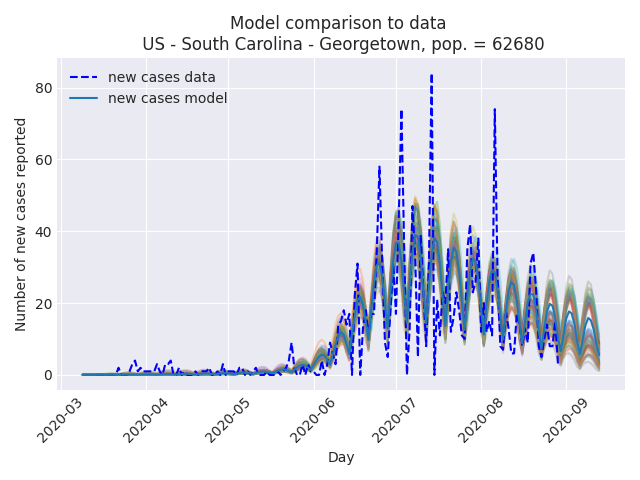 Model comparison to data
US - South Carolina - Georgetown, pop. = 62680
new cases data
new cases model
Number of new cases reported
80
60
40
20
0
2020-03
2020-04
2020-05
2020-06
2020-07
2020-08
2020-09
Day